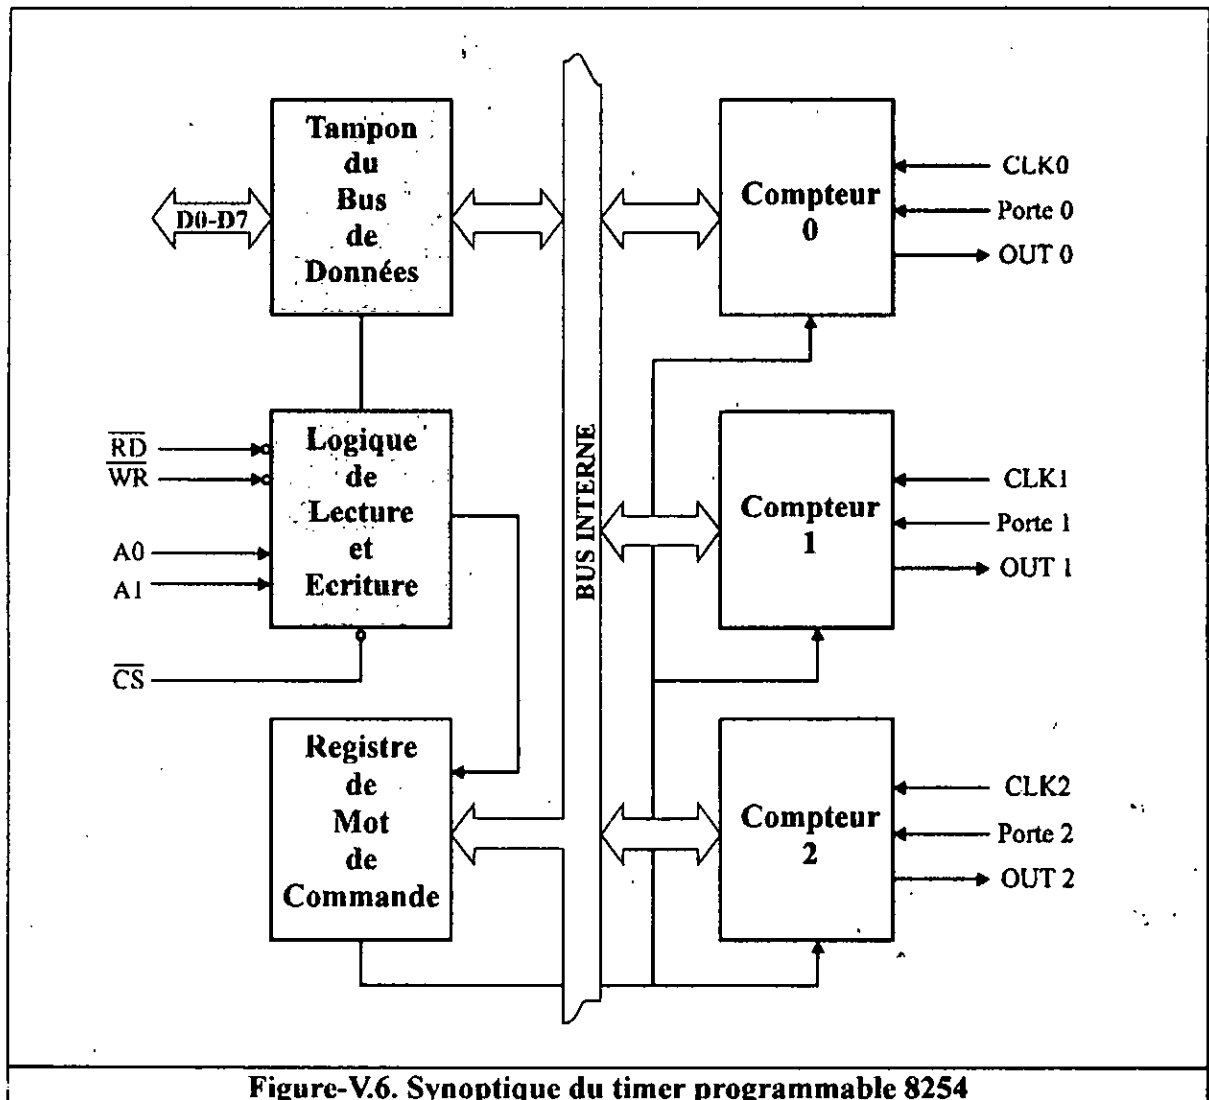 Tampon
du
Bus
de
Données
D0-D7
Compteur
0
CLK0
Porte 0
OUT 0
RD
WR
A0
A1
CS
Logique
de
Lecture
et
Ecriture
BUS INTERNE
Compteur
1
CLK1
Porte 1
OUT 1
Registre
de
Mot
de
Commande
Compteur
2
CLK2
Porte 2
OUT 2
Figure-V.6. Synoptique du timer programmable 8254